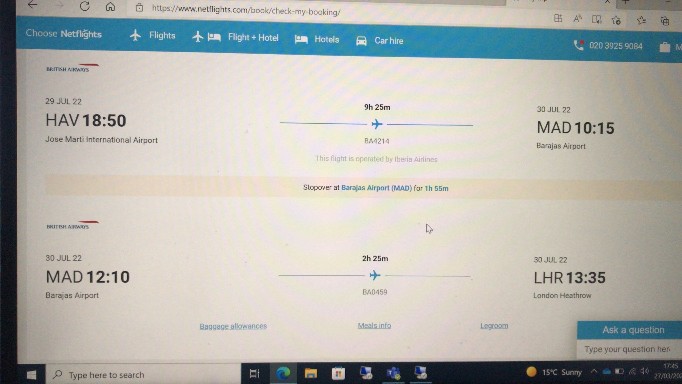 https://www.netflights.com/book/check-my-booking/
Choose Netflights Flights Flight + Hotel Hotels Car hire 020 3925 9084
BRITISH AIRWAYS
29 JUL 22 9h 25m 30 JUL 22
HAV 18:50 MAD 10:15
Jose Marti International Airport BA4214 Barajas Airport
This flight is operated by Iberia Airlines
Stopover at Barajas Airport (MAD) for 1h 55m
BRITISH AIRWAYS
30 JUL 22 2h 25m 30 JUL 22
MAD 12:10 LHR 13:35
Barajas Airport BA0459 London Heathrow
Baggage allowances Meals info Legroom
Ask a question
Type your question her
Type here to search 15°C Sunny 17:45